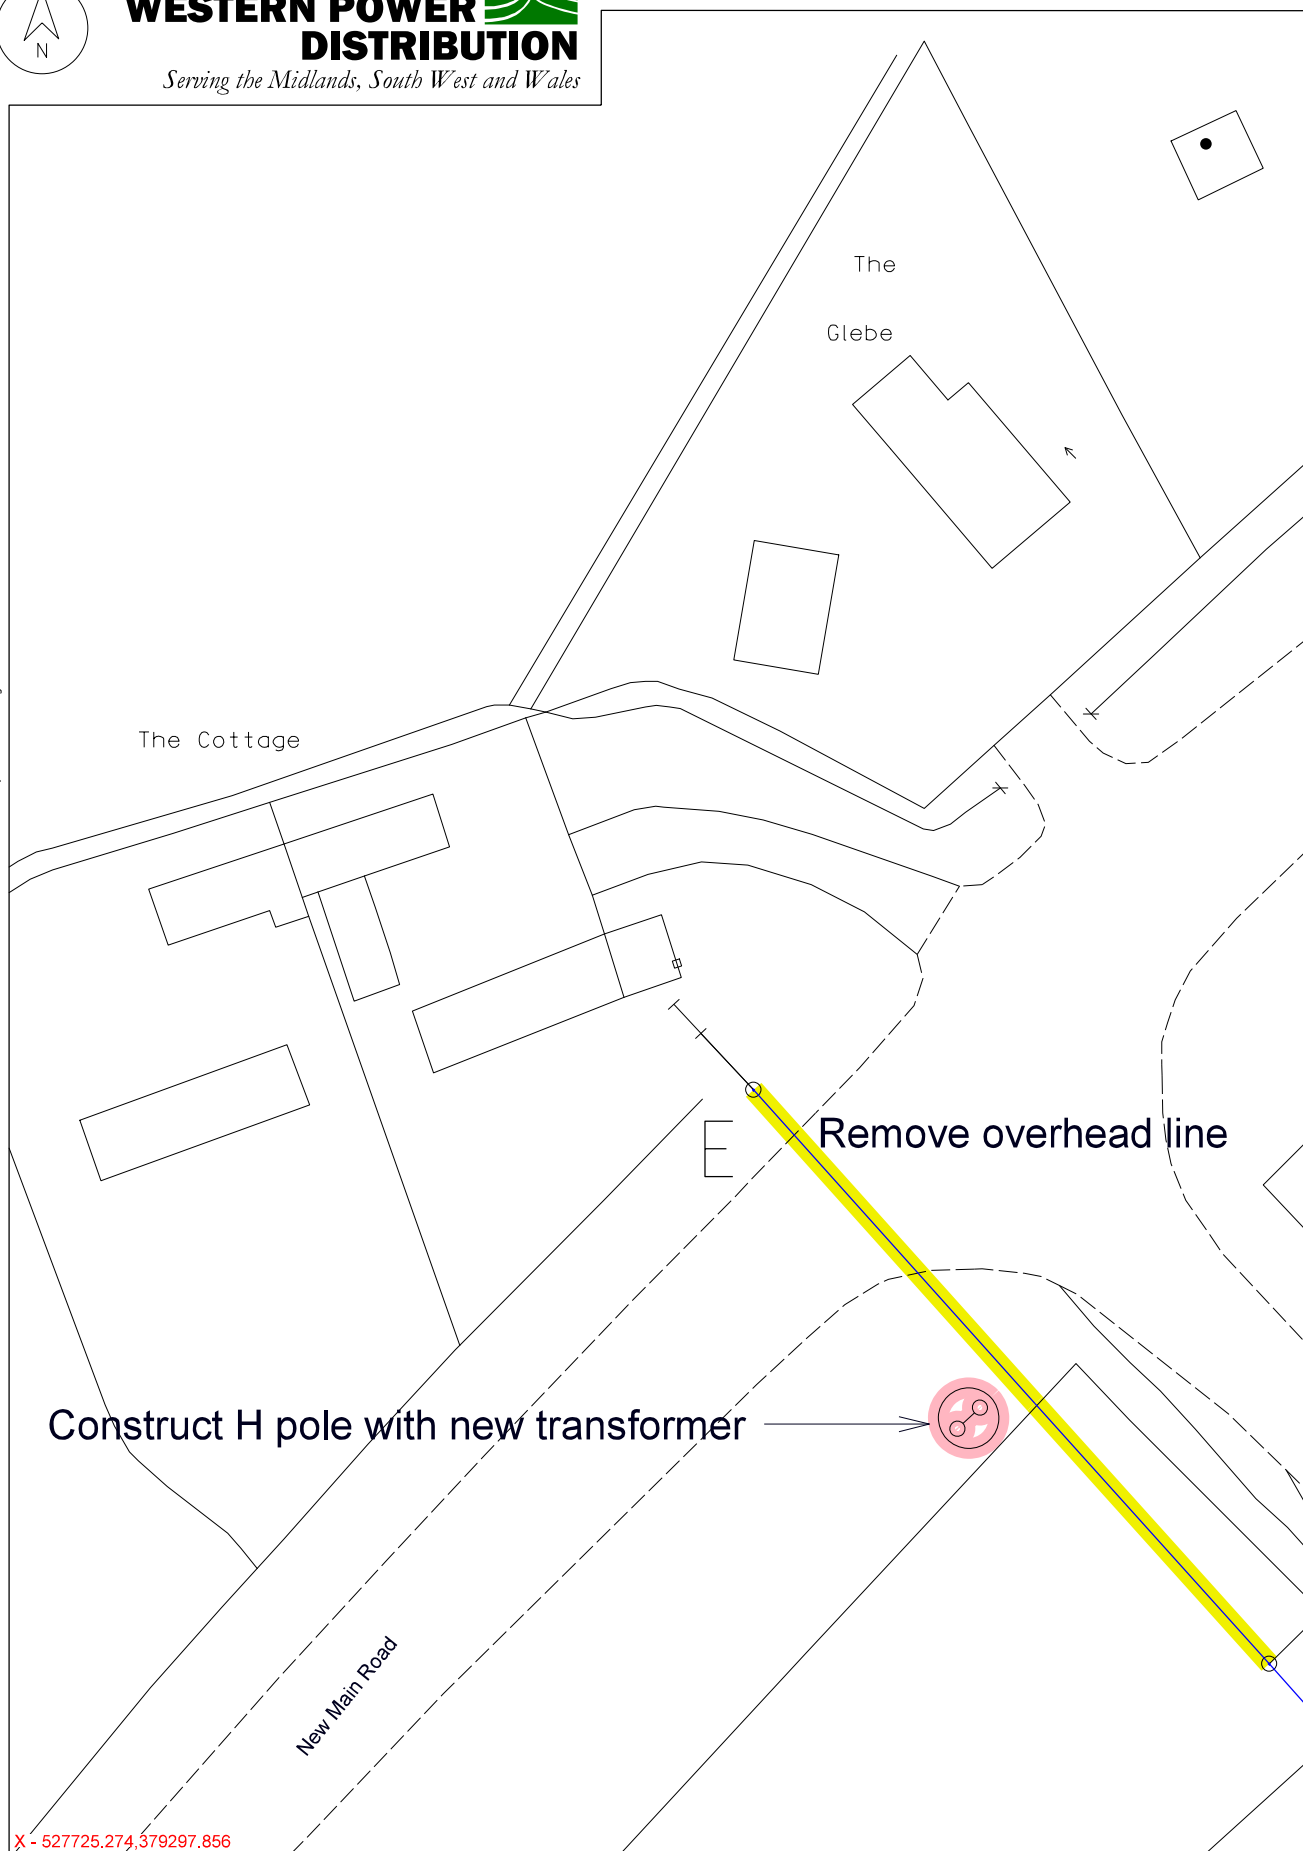 N
WESTERN POWER
DISTRIBUTION
Serving the Midlands, South West and Wales
The
Glebe
The Cottage
E
Remove overhead line
Construct H pole with new transformer
New Main Road
X - 527725.274,379297.856